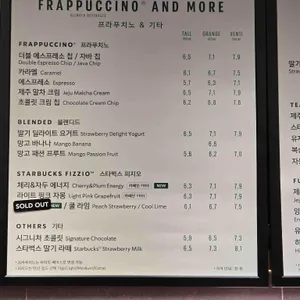 FRAPPUCCINO® AND MORE
BLENDED BEVERAGES
프라푸치노 & 기타
TALL GRANDE VENTI
FRAPPUCCINO® 프라푸치노
더블 에스프레소 칩 / 자바 칩 6.5 7.1 7.9
Double Espresso Chip / Java Chip
카라멜 Caramel 6.1 6.7 7.5
에스프레소 Espresso 5.7 6.3 7.1
제주 말차 크림 Jeju Malcha Cream 6.5 7.1 7.9
초콜릿 크림 칩 Chocolate Cream Chip 6.2 6.8 7.6
BLENDED 블렌디드
딸기 딜라이트 요거트 Strawberry Delight Yogurt 6.5 7.1 7.9
망고 바나나 Mango Banana 6.8
망고 패션 프루트 Mango Passion Fruit 5.6 6.2 7.0
STARBUCKS FIZZIO™ 스타벅스 피지오
체리&자두 에너지 Cherry&Plum Energy NEW 6.5 7.1 7.9
라이트 핑크 자몽 Light Pink Grapefruit 6.5 7.1 7.9
SOLD OUT NEW / 쿨 라임 Peach Strawberry / Cool Lime 6.1 6.7 7.5
OTHERS 기타
시그니처 초콜릿 Signature Chocolate 5.9 6.5 7.3
스타벅스 딸기 라떼 Starbucks® Strawberry Milk 6.5 7.3 8.1